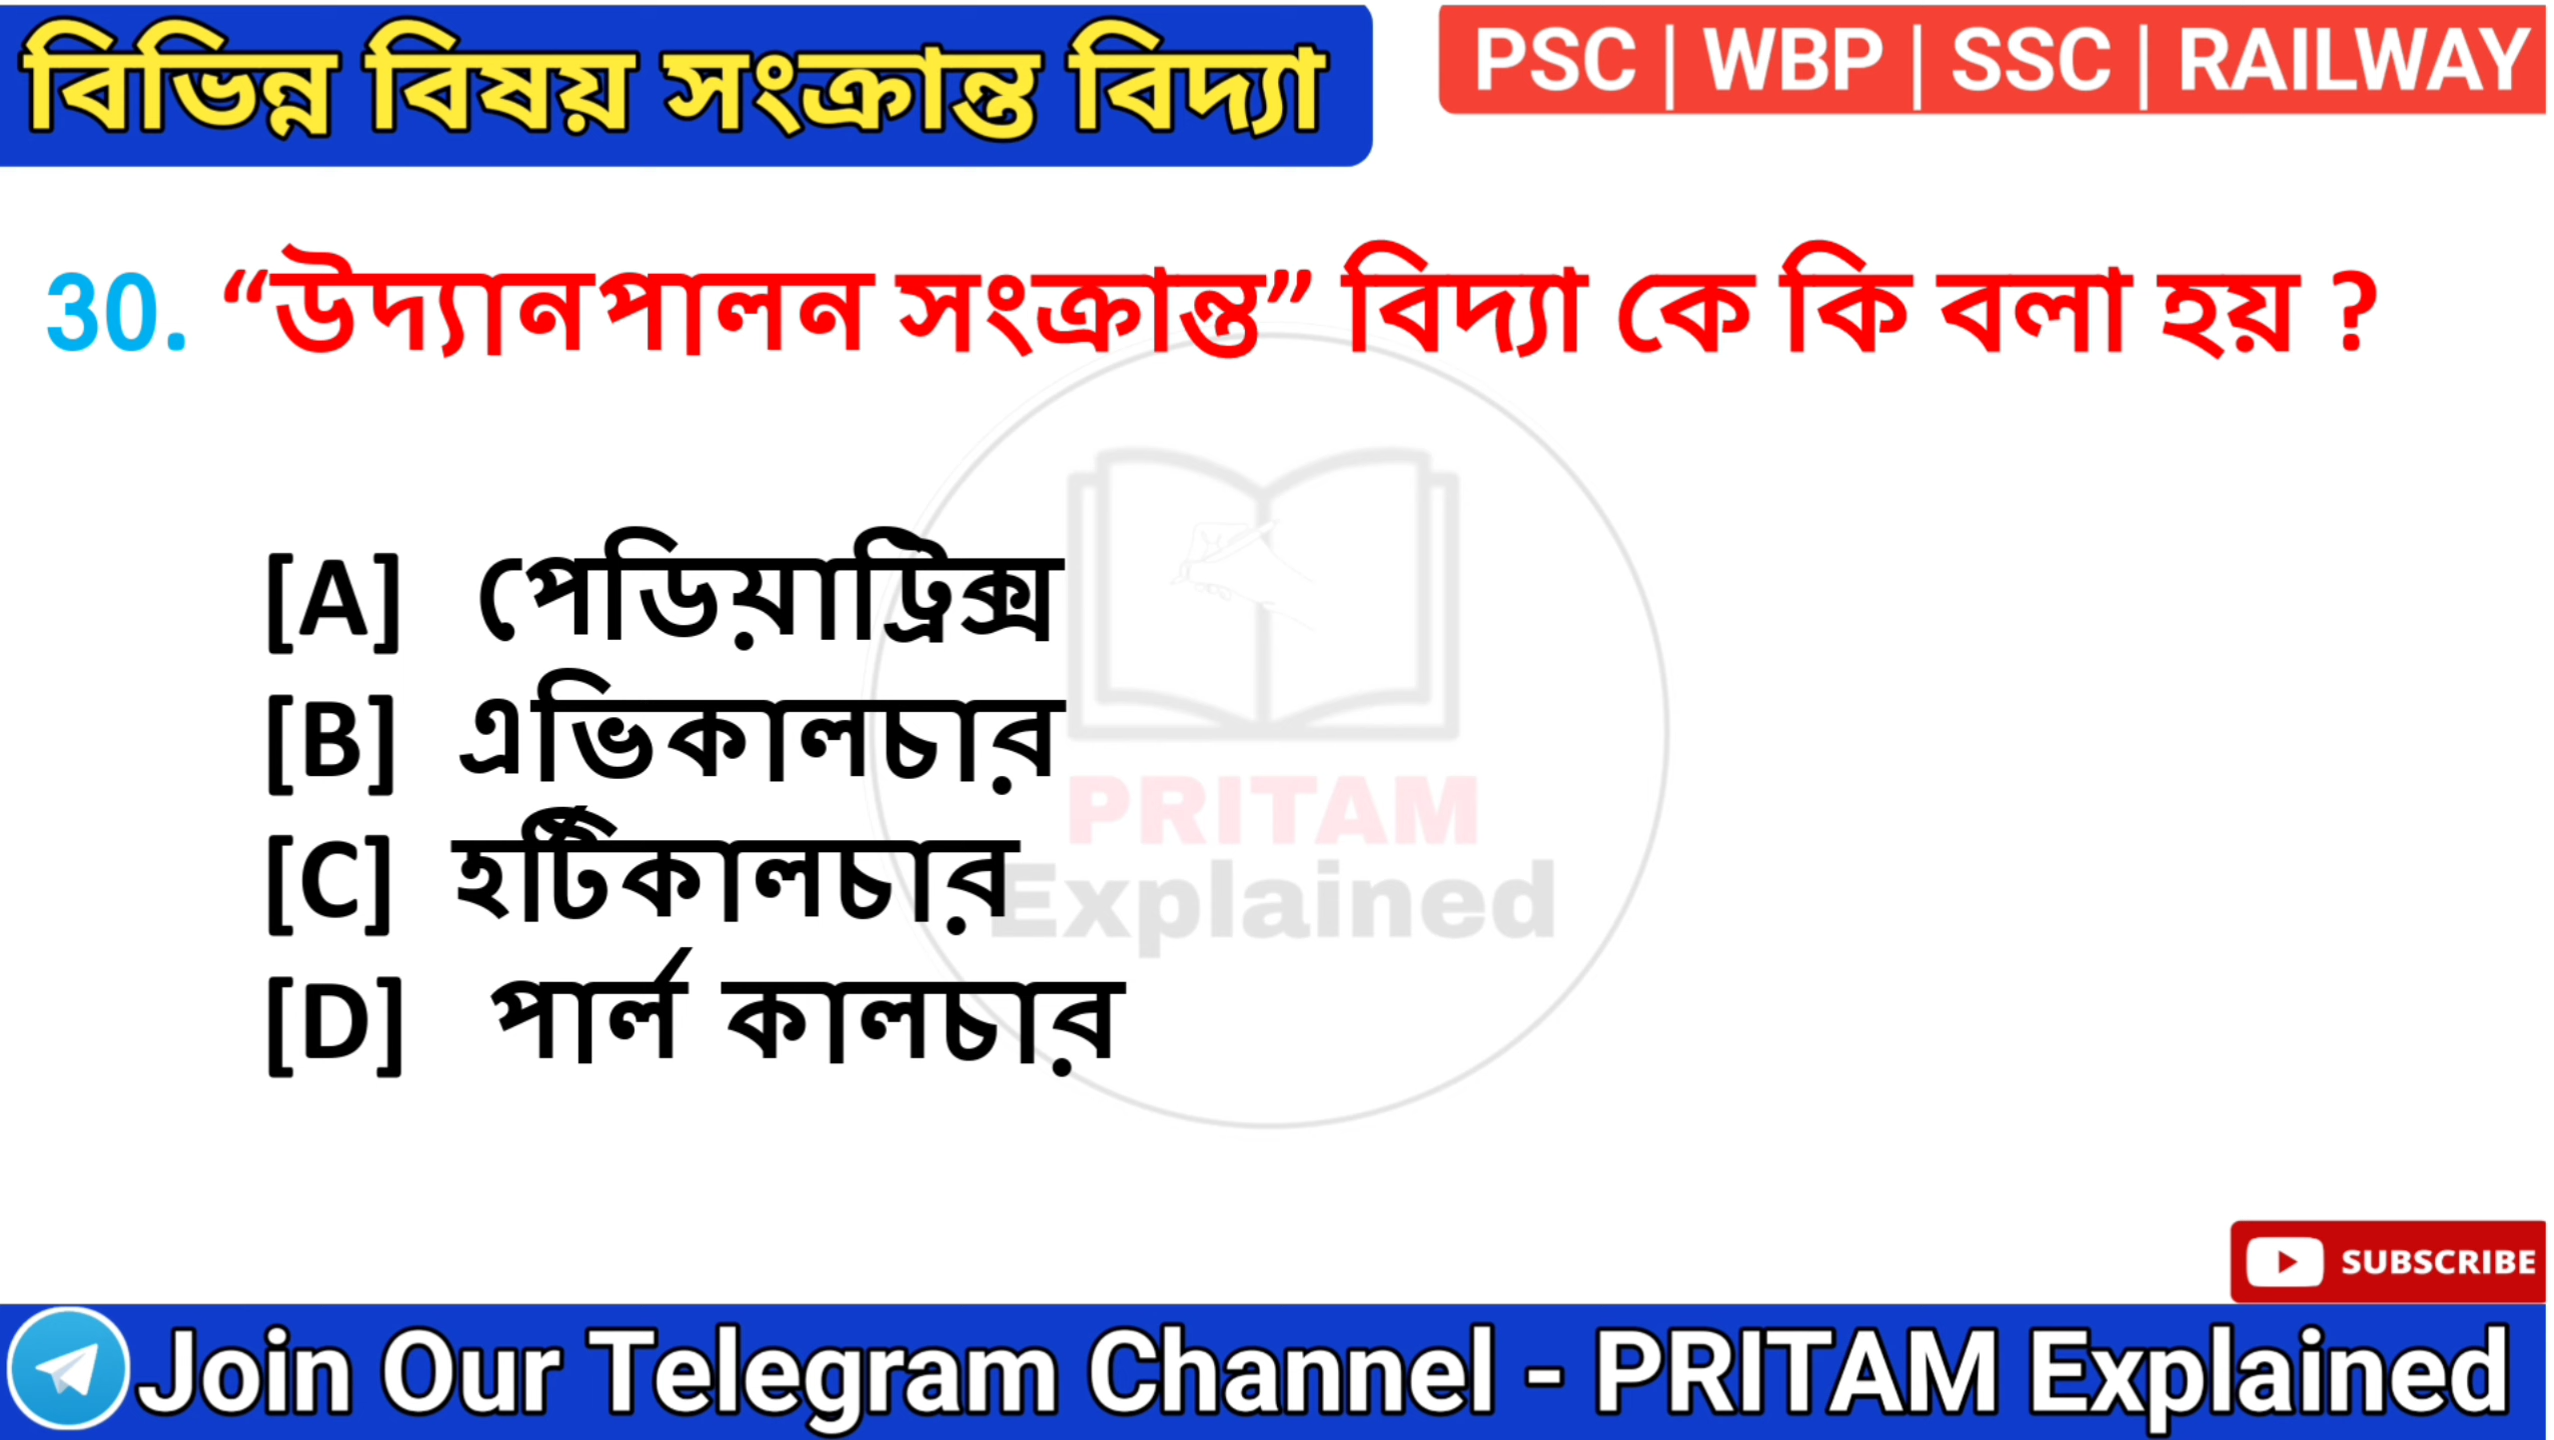 বিভিন্ন বিষয় সংক্রান্ত বিদ্যা
PSC | WBP | SSC | RAILWAY
30. “উদ্যানপালন সংক্রান্ত” বিদ্যা কে কি বলা হয় ?
[A] পেডিয়াট্রিক্স
[B] এভিকালচার
[C] হর্টিকালচার
[D] পার্ল কালচার
PRITAM
Explained
SUBSCRIBE
Join Our Telegram Channel - PRITAM Explained